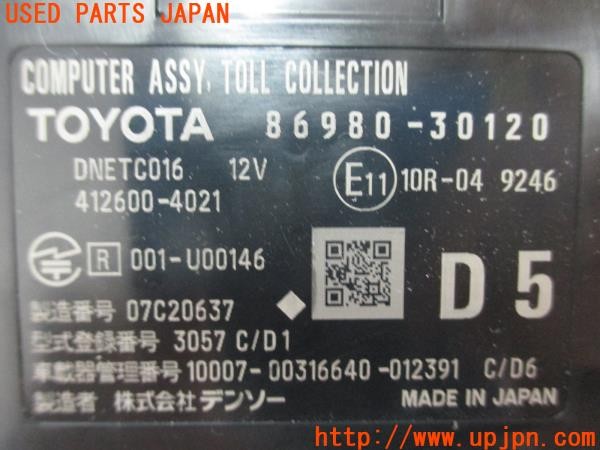 USED PARTS JAPAN
COMPUTER ASSY, TOLL COLLECTION
TOYOTA 86980-30120
DNETC016 12V
412600-4021
E11 10R-04 9246
R 001-U00146
D5
製造番号 07C20637
型式登録番号 3057 C/D1
車載器管理番号 10007-00316640-012391 C/D6
製造者 株式会社デンソー MADE IN JAPAN
https://www.upjpn.com